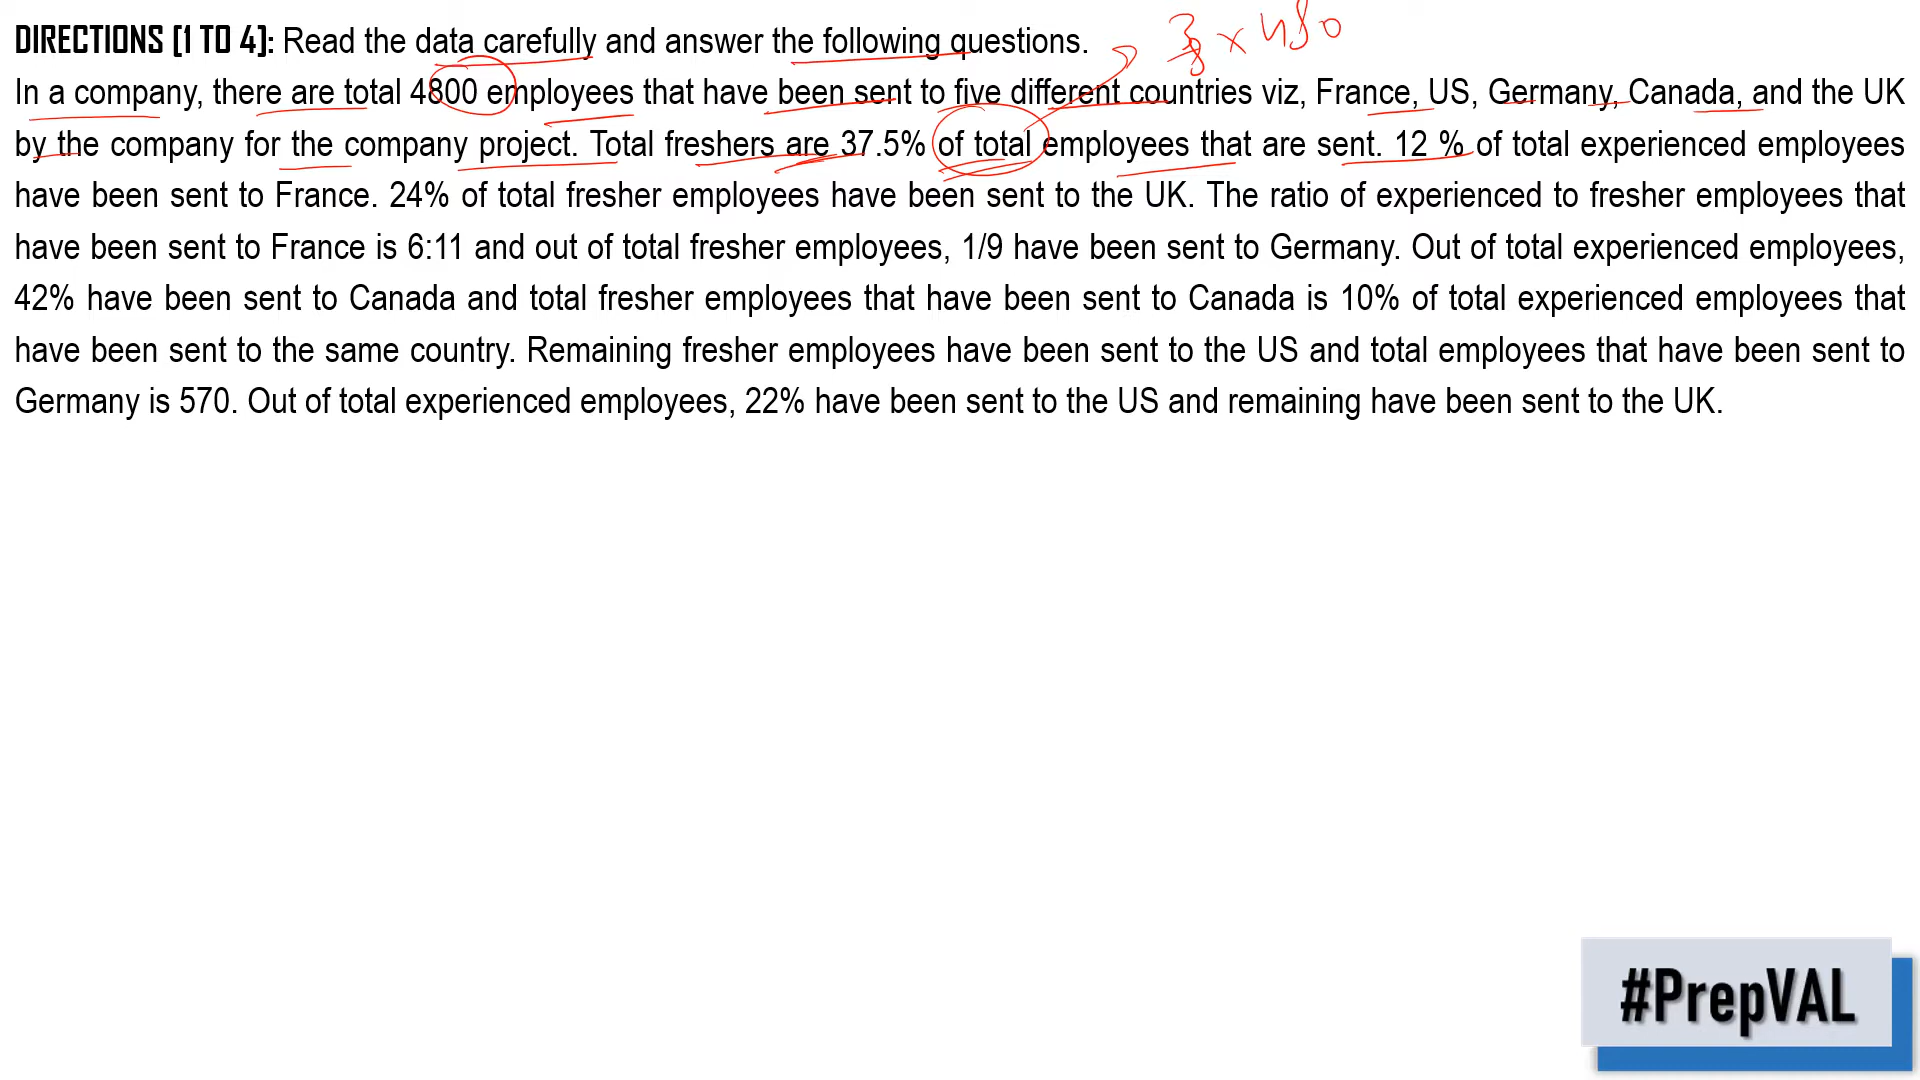 DIRECTIONS [1 TO 4]: Read the data carefully and answer the following questions.
3/8 × 480
In a company, there are total 4800 employees that have been sent to five different countries viz, France, US, Germany, Canada, and the UK
by the company for the company project. Total freshers are 37.5% of total employees that are sent. 12 % of total experienced employees
have been sent to France. 24% of total fresher employees have been sent to the UK. The ratio of experienced to fresher employees that
have been sent to France is 6:11 and out of total fresher employees, 1/9 have been sent to Germany. Out of total experienced employees,
42% have been sent to Canada and total fresher employees that have been sent to Canada is 10% of total experienced employees that
have been sent to the same country. Remaining fresher employees have been sent to the US and total employees that have been sent to
Germany is 570. Out of total experienced employees, 22% have been sent to the US and remaining have been sent to the UK.
#PrepVAL